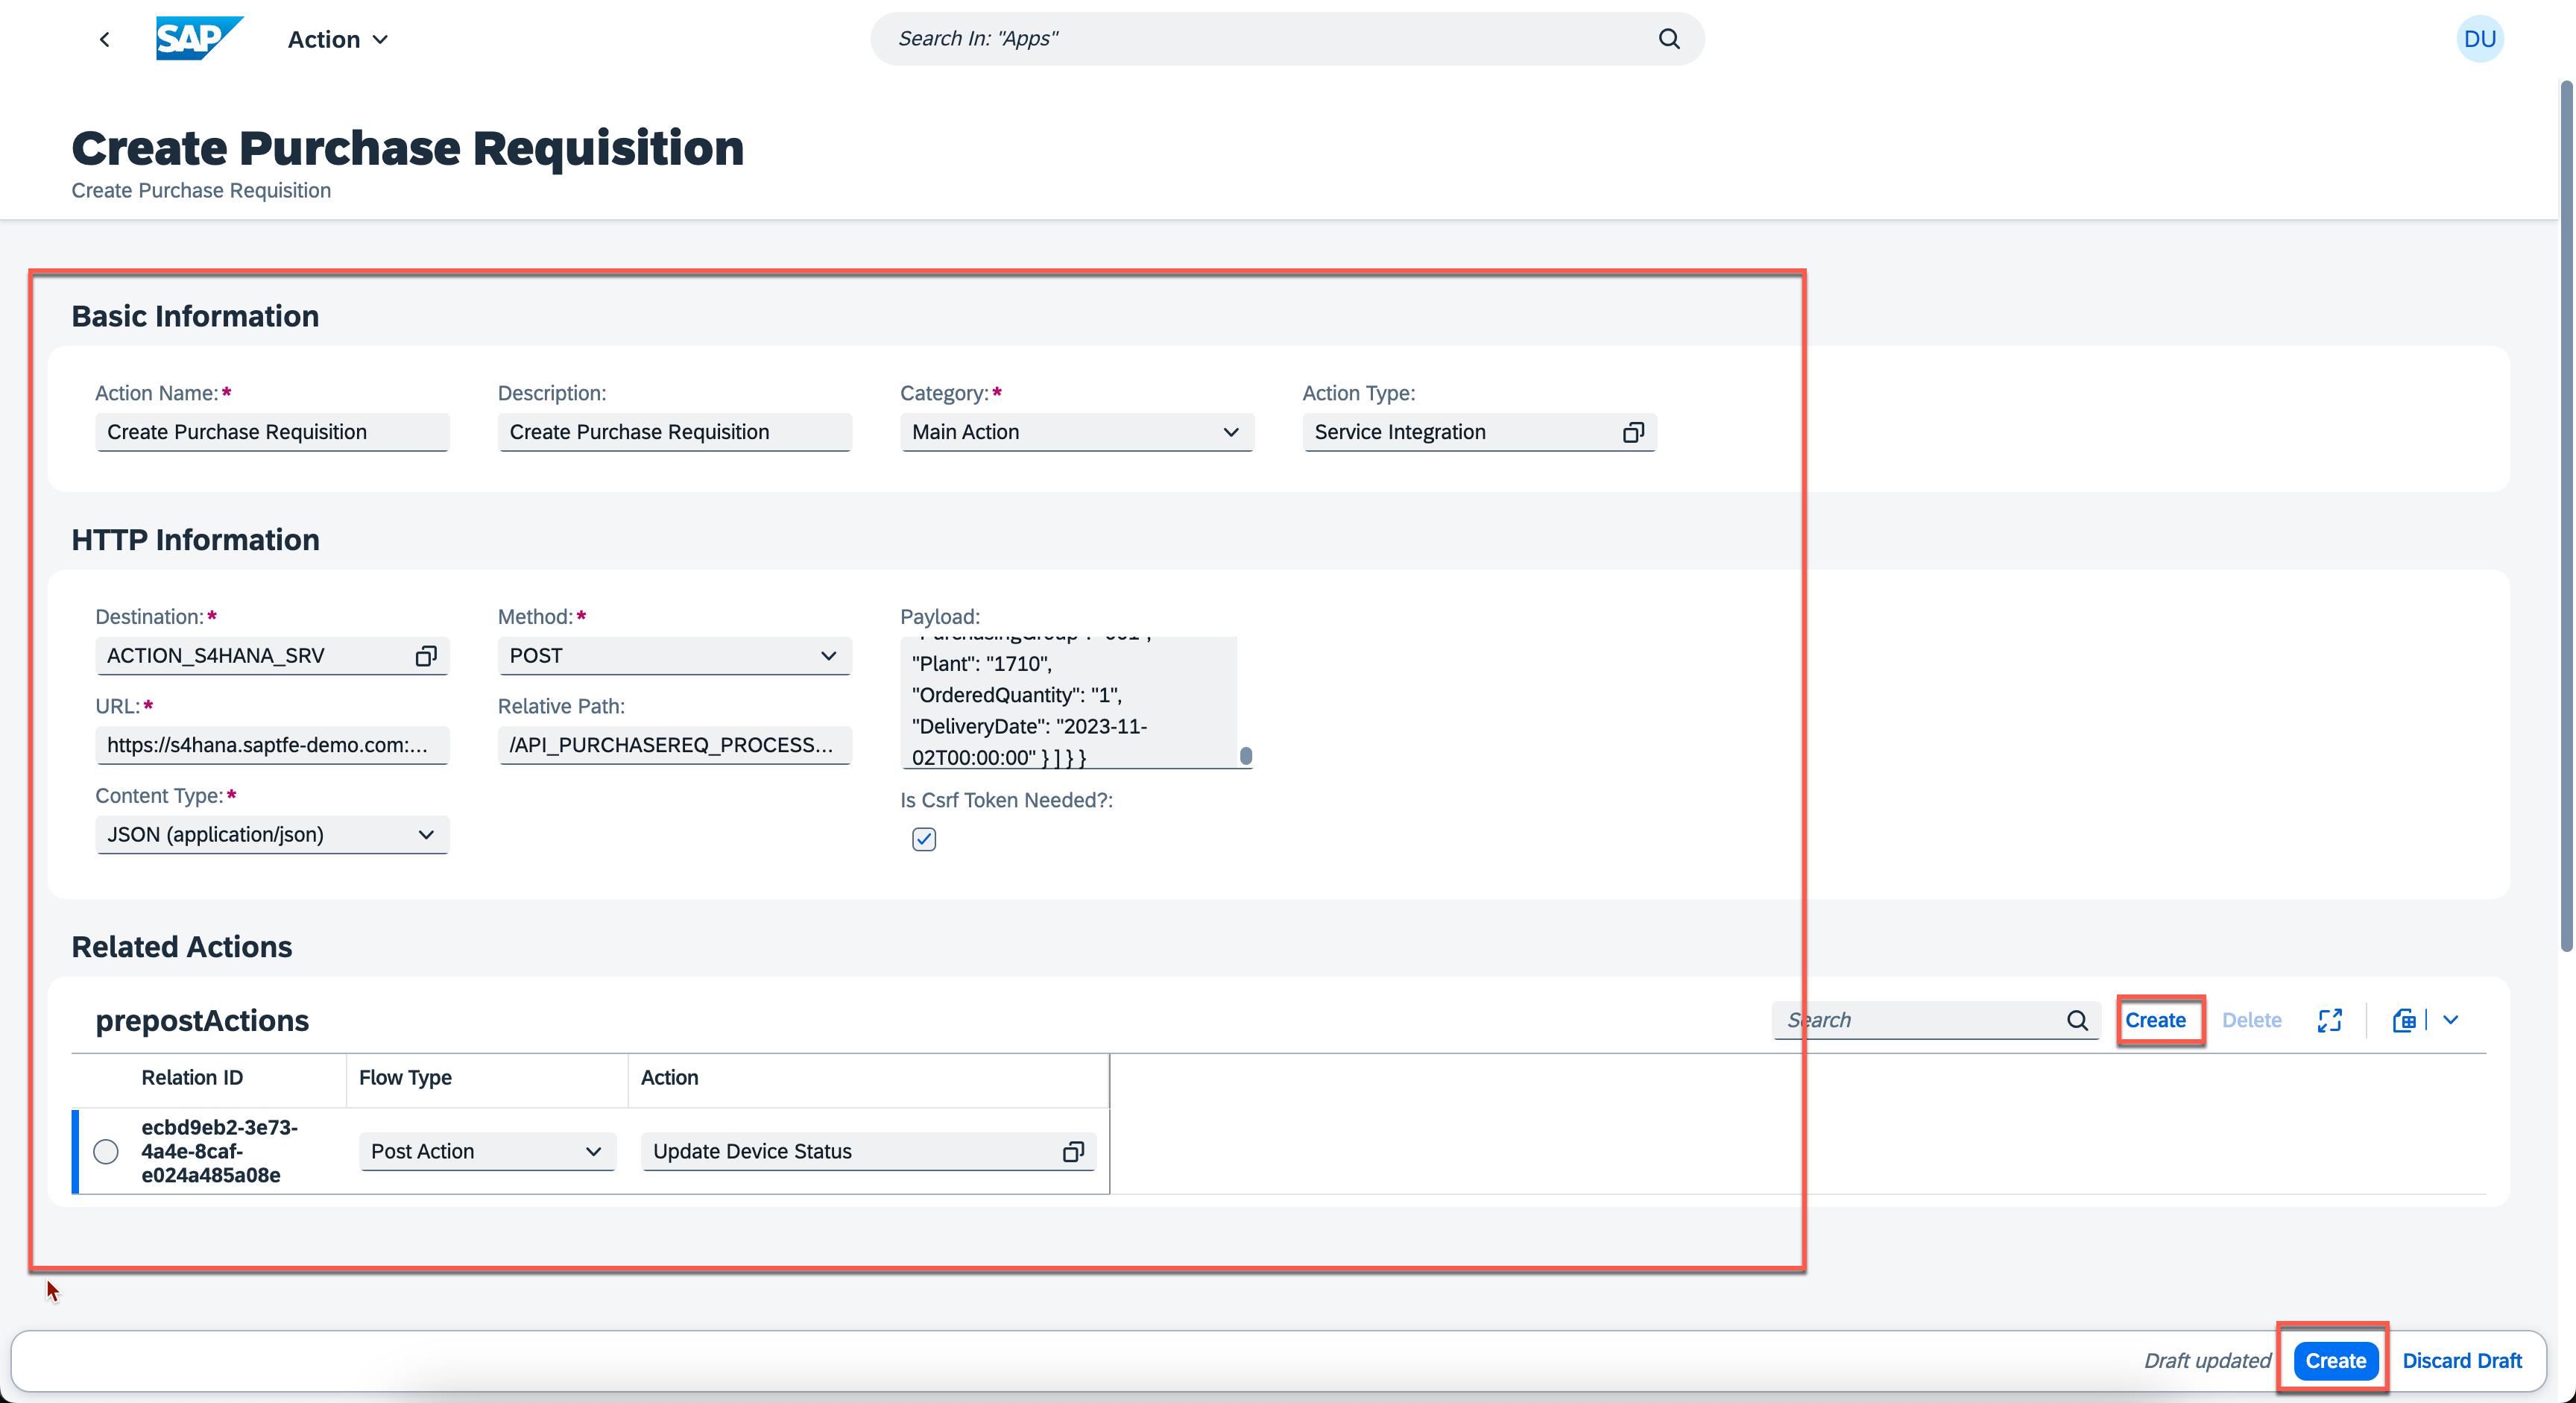 SAP Action
Search In: "Apps"
DU
Create Purchase Requisition
Create Purchase Requisition
Basic Information
Action Name:* Description: Category:* Action Type:
Create Purchase Requisition Create Purchase Requisition Main Action Service Integration
HTTP Information
Destination:* Method:* Payload:
ACTION_S4HANA_SRV POST
"PurchasingGroup": "001",
"Plant": "1710",
"OrderedQuantity": "1",
"DeliveryDate": "2023-11-
02T00:00:00" } ] } }
URL:* Relative Path:
https://s4hana.saptfe-demo.com:... /API_PURCHASEREQ_PROCESS...
Content Type:* Is Csrf Token Needed?:
JSON (application/json)
Related Actions
prepostActions Search Create Delete
Relation ID Flow Type Action
ecbd9eb2-3e73-
4a4e-8caf-
e024a485a08e
Post Action Update Device Status
Draft updated Create Discard Draft